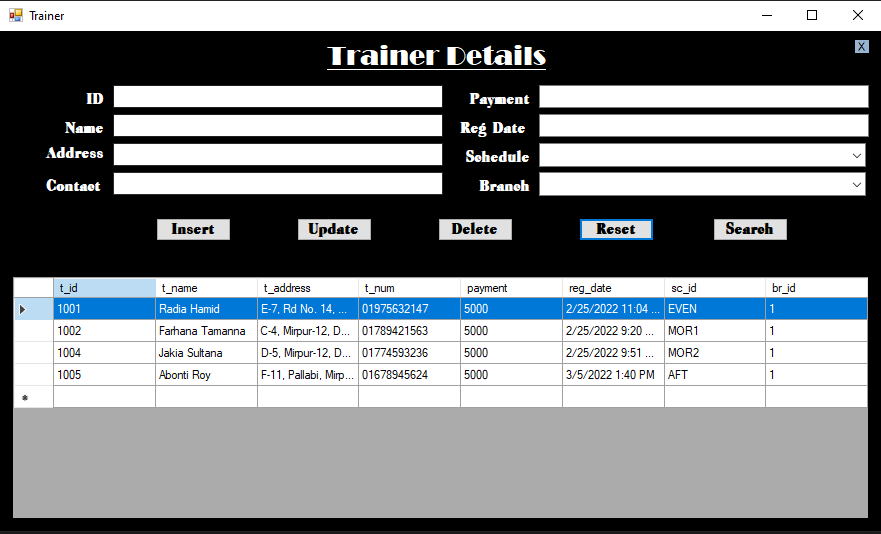 Trainer
Trainer Details
X
ID
Payment
Name
Reg Date
Address
Schedule
Contact
Branch
Insert Update Delete Reset Search
t_id t_name t_address t_num payment reg_date sc_id br_id
1001 Radia Hamid E-7, Rd No. 14, ... 01975632147 5000 2/25/2022 11:04 ... EVEN 1
1002 Farhana Tamanna C-4, Mirpur-12, D... 01789421563 5000 2/25/2022 9:20 ... MOR1 1
1004 Jakia Sultana D-5, Mirpur-12, D... 01774593236 5000 2/25/2022 9:51 ... MOR2 1
1005 Abonti Roy F-11, Pallabi, Mirp... 01678945624 5000 3/5/2022 1:40 PM AFT 1